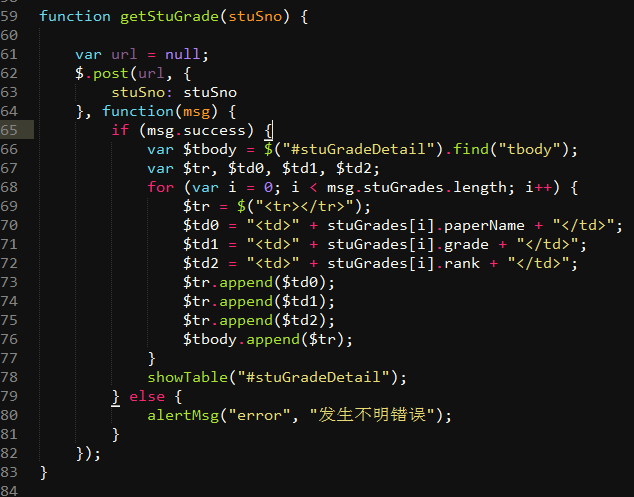 59 function getStuGrade(stuSno) {
60
61 var url = null;
62 $.post(url, {
63 stuSno: stuSno
64 }, function(msg) {
65 if (msg.success) {
66 var $tbody = $("#stuGradeDetail").find("tbody");
67 var $tr, $td0, $td1, $td2;
68 for (var i = 0; i < msg.stuGrades.length; i++) {
69 $tr = $("<tr></tr>");
70 $td0 = "<td>" + stuGrades[i].paperName + "</td>";
71 $td1 = "<td>" + stuGrades[i].grade + "</td>";
72 $td2 = "<td>" + stuGrades[i].rank + "</td>";
73 $tr.append($td0);
74 $tr.append($td1);
75 $tr.append($td2);
76 $tbody.append($tr);
77 }
78 showTable("#stuGradeDetail");
79 } else {
80 alertMsg("error", "发生不明错误");
81 }
82 });
83 }
84